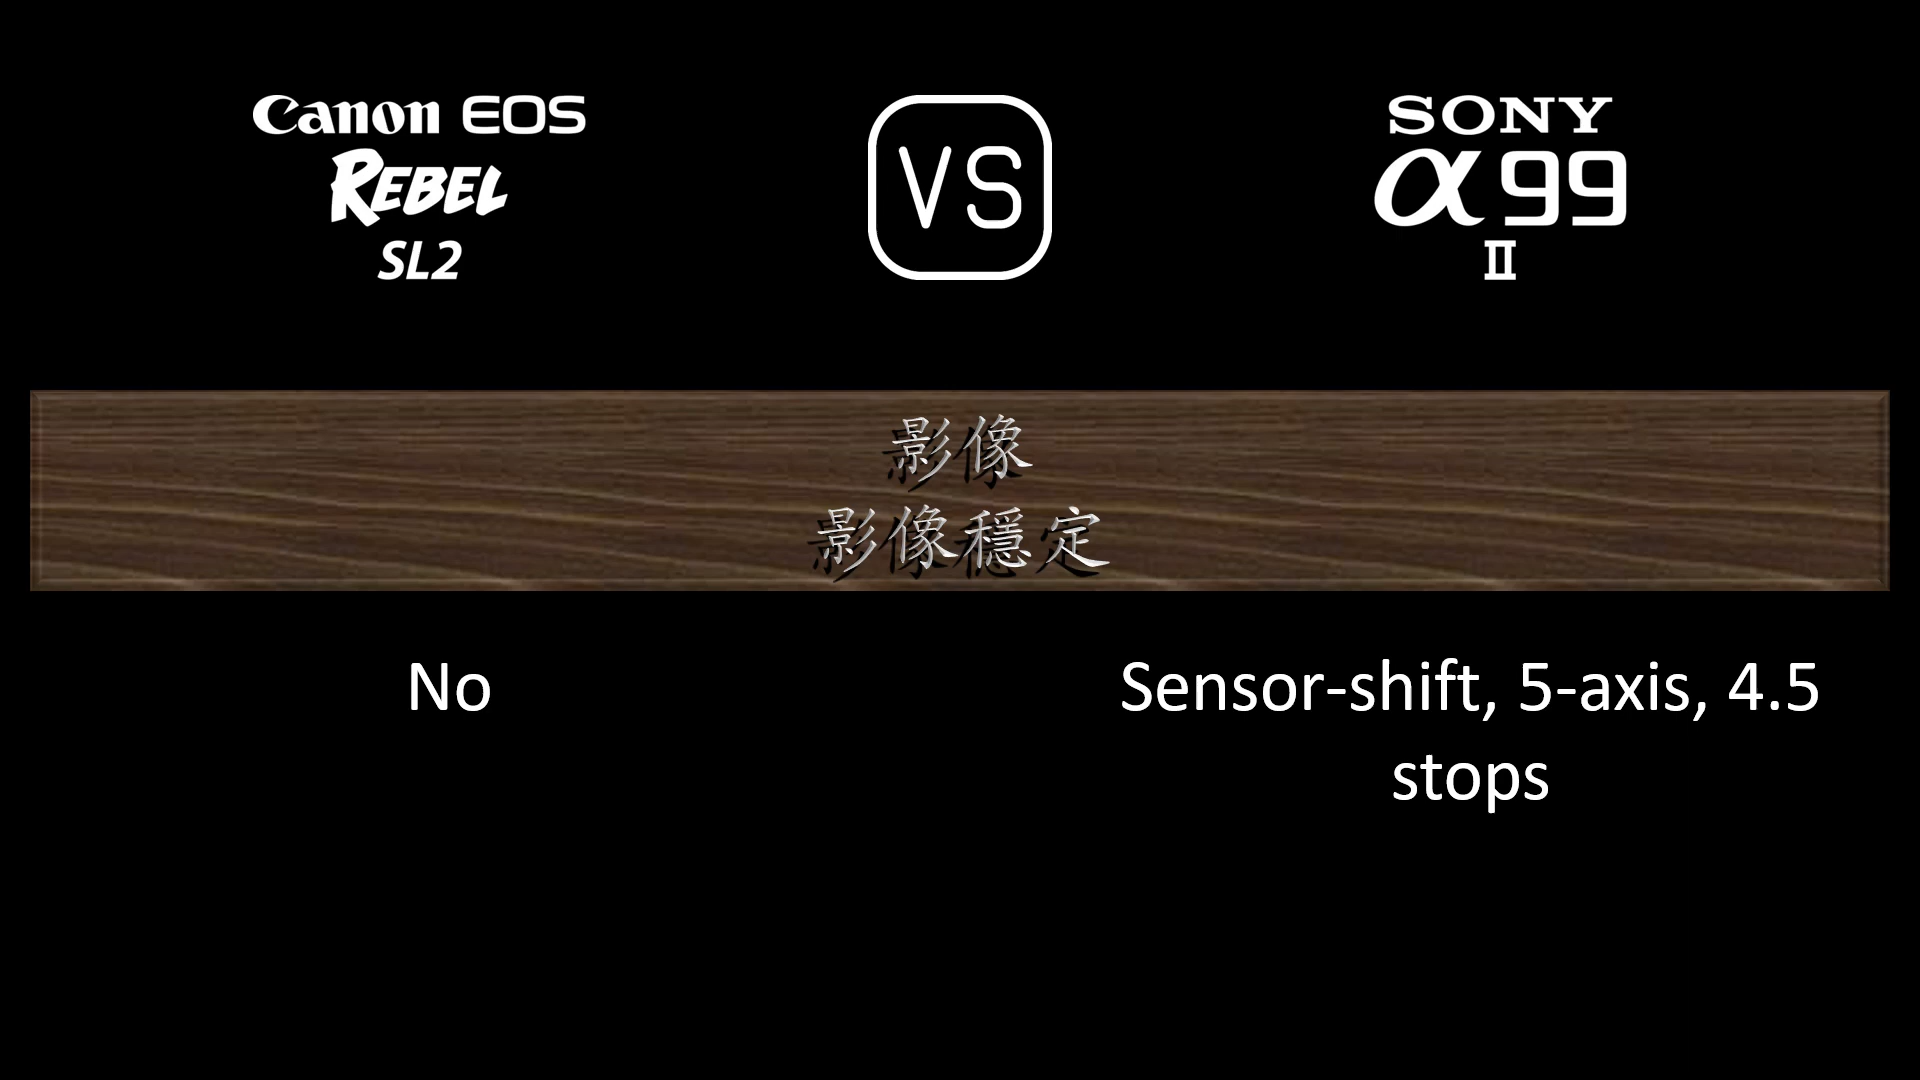 Canon EOS
REBEL
SL2
VS
SONY
α99
II
影像
影像穩定
No
Sensor-shift, 5-axis, 4.5
stops